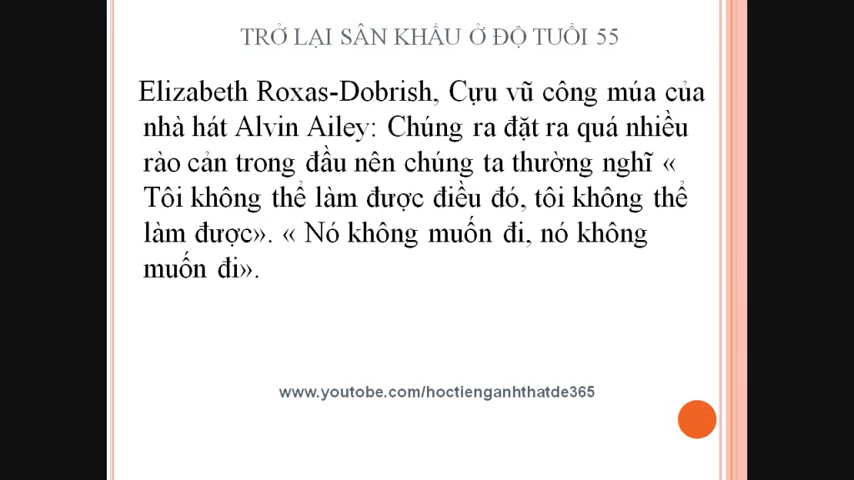 TRỞ LẠI SÂN KHẤU Ở ĐỘ TUỔI 55
Elizabeth Roxas-Dobrish, Cựu vũ công múa của
nhà hát Alvin Ailey: Chúng ra đặt ra quá nhiều
rào cản trong đầu nên chúng ta thường nghĩ «
Tôi không thể làm được điều đó, tôi không thể
làm được». « Nó không muốn đi, nó không
muốn đi».
www.youtobe.com/hoctienganhthatde365